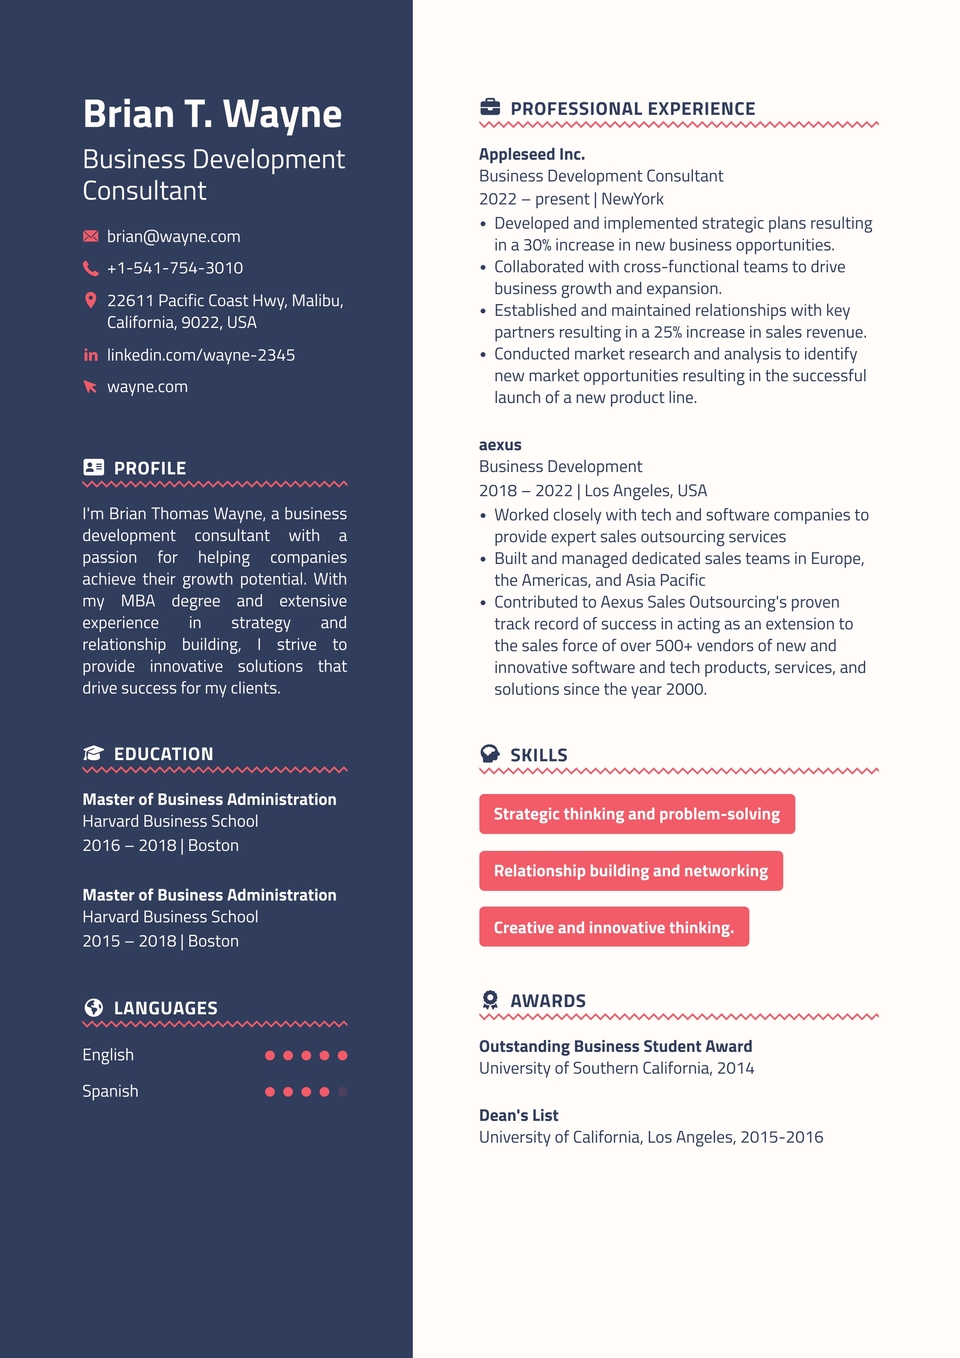 Brian T. Wayne
Business Development
Consultant
brian@wayne.com
+1-541-754-3010
22611 Pacific Coast Hwy, Malibu,
California, 9022, USA
linkedin.com/wayne-2345
wayne.com
PROFILE
I'm Brian Thomas Wayne, a business
development consultant with a
passion for helping companies
achieve their growth potential. With
my MBA degree and extensive
experience in strategy and
relationship building, I strive to
provide innovative solutions that
drive success for my clients.
EDUCATION
Master of Business Administration
Harvard Business School
2016 – 2018 | Boston
Master of Business Administration
Harvard Business School
2015 – 2018 | Boston
LANGUAGES
English
Spanish
PROFESSIONAL EXPERIENCE
Appleseed Inc.
Business Development Consultant
2022 – present | NewYork
• Developed and implemented strategic plans resulting
in a 30% increase in new business opportunities.
• Collaborated with cross-functional teams to drive
business growth and expansion.
• Established and maintained relationships with key
partners resulting in a 25% increase in sales revenue.
• Conducted market research and analysis to identify
new market opportunities resulting in the successful
launch of a new product line.
aexus
Business Development
2018 – 2022 | Los Angeles, USA
• Worked closely with tech and software companies to
provide expert sales outsourcing services
• Built and managed dedicated sales teams in Europe,
the Americas, and Asia Pacific
• Contributed to Aexus Sales Outsourcing's proven
track record of success in acting as an extension to
the sales force of over 500+ vendors of new and
innovative software and tech products, services, and
solutions since the year 2000.
SKILLS
Strategic thinking and problem-solving
Relationship building and networking
Creative and innovative thinking.
AWARDS
Outstanding Business Student Award
University of Southern California, 2014
Dean's List
University of California, Los Angeles, 2015-2016